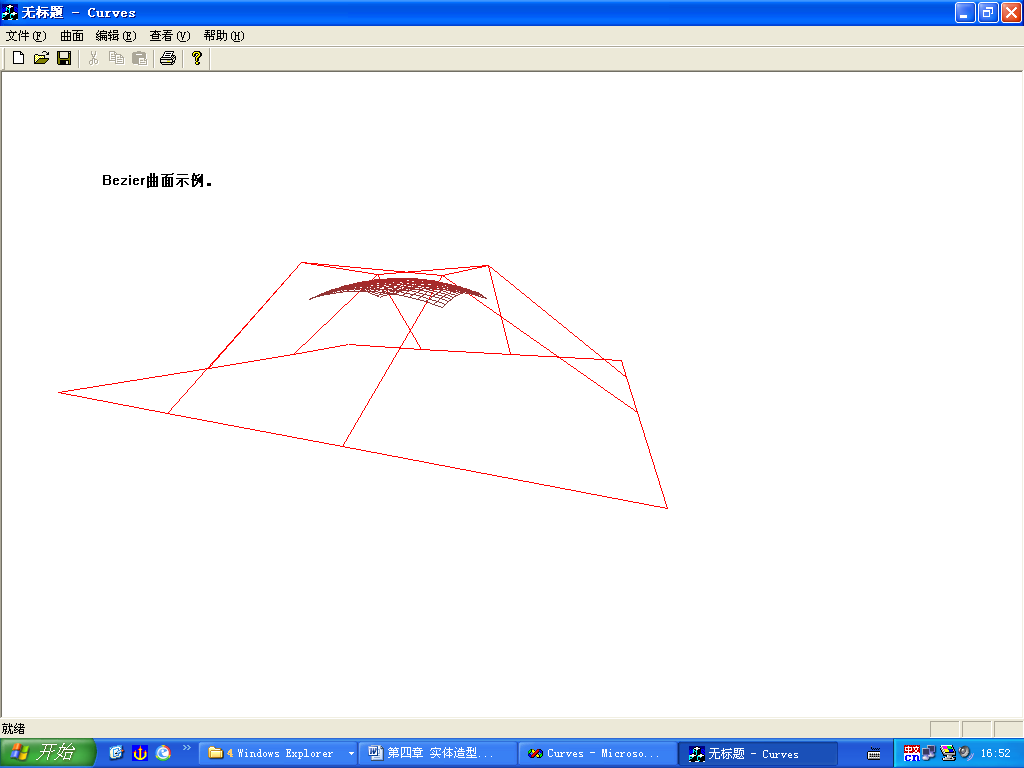 无标题 - Curves
文件(F) 曲面 编辑(E) 查看(V) 帮助(H)
Bezier曲面示例。
就绪
开始 4 Windows Explorer 第四章 实体造型... Curves - Microso... 无标题 - Curves 16:52